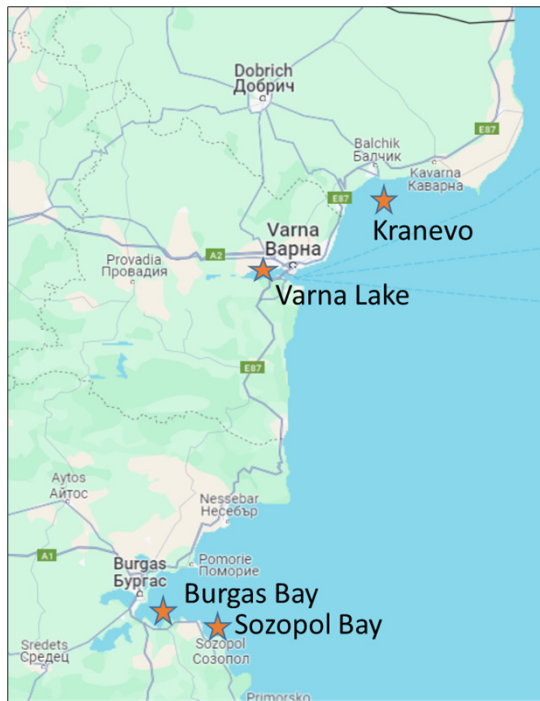 Dobrich
Добрич
E87
Balchik
Балчик
Kavarna
Каварна
E87
Kranevo
Varna
Варна
A2
Provadia
Провадия
Varna Lake
E87
Aytos
Айтос
Nessebar
Несебър
A1
Burgas
Бургас
Pomorie
Поморие
Burgas Bay
Sozopol Bay
Sozopol
Созопол
Sredets
Средец
Primorsko